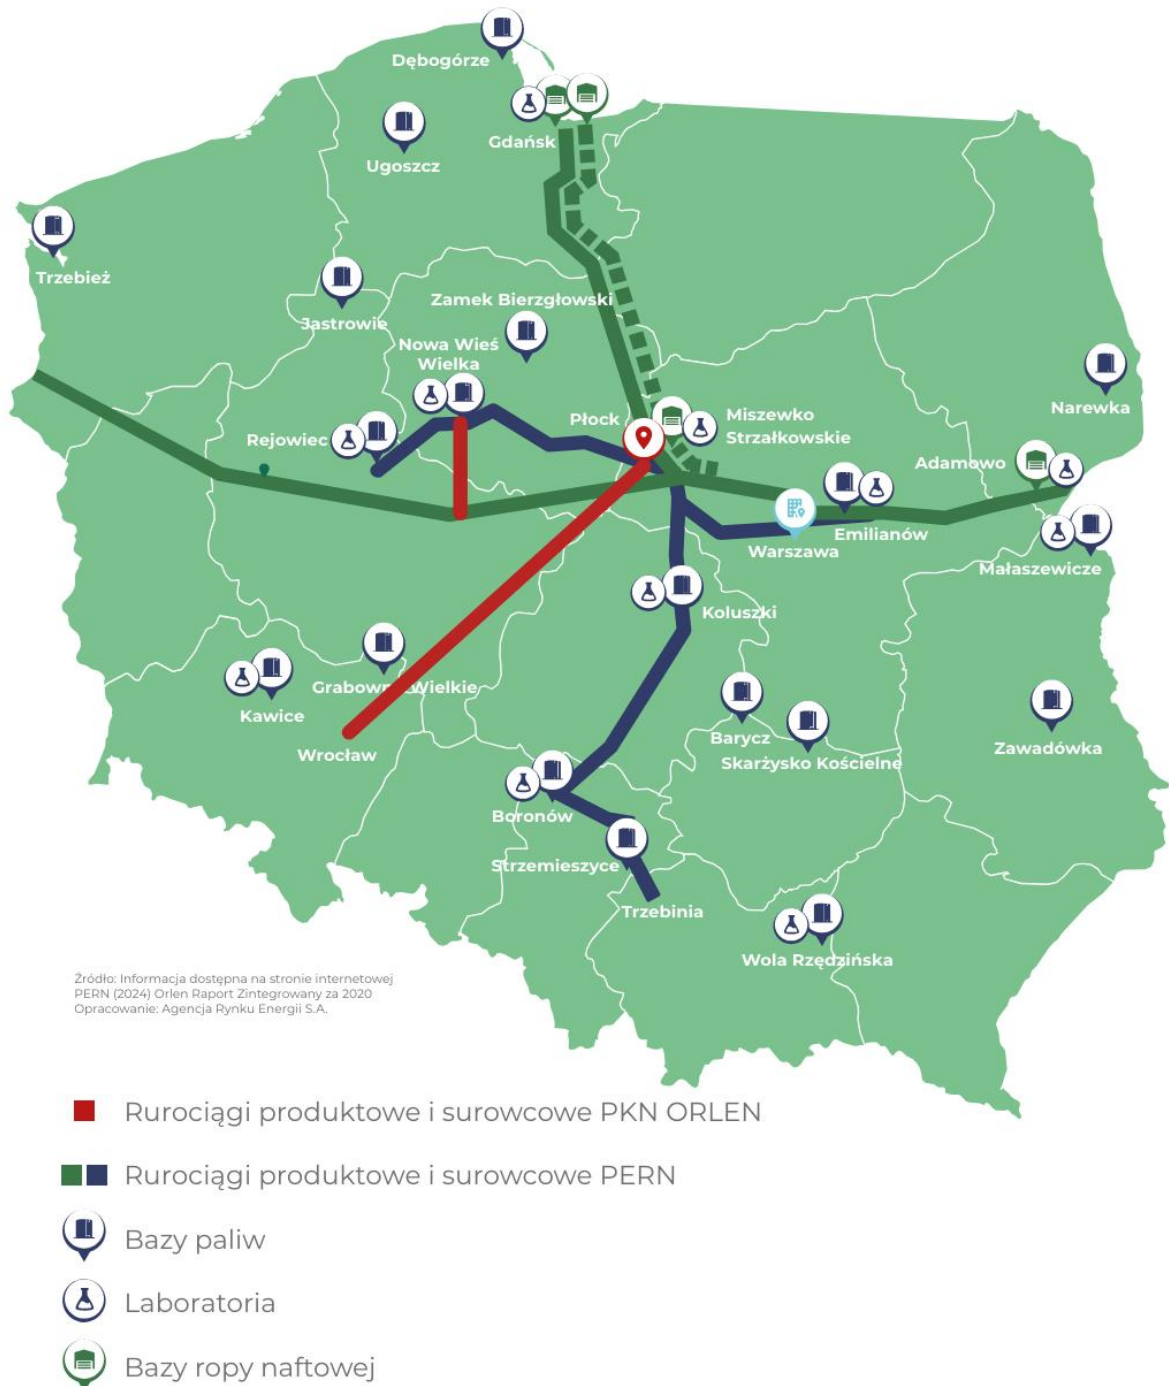 Dębogórze
Gdańsk
Ugoszcz
Trzebież
Jastrowie
Zamek Bierzgłowski
Nowa Wieś
Wielka
Narewka
Płock
Miszewko
Strzałkowskie
Rejowiec
Adamowo
Emilianów
Warszawa
Małaszewicze
Koluszki
Grabowno Wielkie
Kawice
Barycz
Zawadówka
Wrocław
Skarżysko Kościelne
Boronów
Strzemieszyce
Trzebinia
Wola Rzędzińska
Źródło: Informacja dostępna na stronie internetowej
PERN (2024) Orlen Raport Zintegrowany za 2020
Opracowanie: Agencja Rynku Energii S.A.
Rurociągi produktowe i surowcowe PKN ORLEN
Rurociągi produktowe i surowcowe PERN
Bazy paliw
Laboratoria
Bazy ropy naftowej